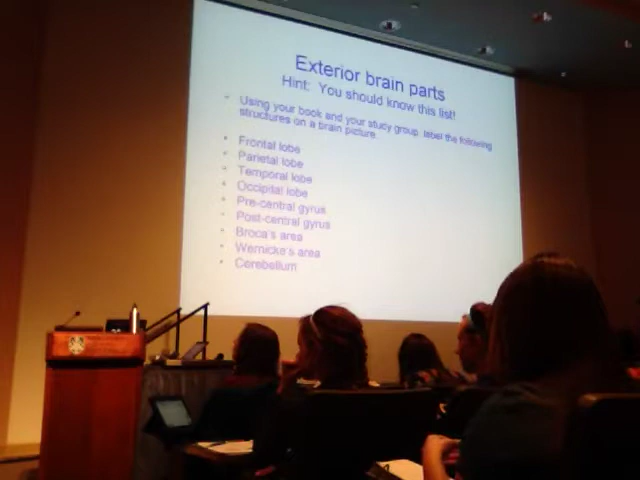 Exterior brain parts
Hint: You should know this list!
• Using your book and your study group, label the following
structures on a brain picture.
• Frontal lobe
• Parietal lobe
• Temporal lobe
• Occipital lobe
• Pre-central gyrus
• Post-central gyrus
• Broca's area
• Wernicke's area
• Cerebellum